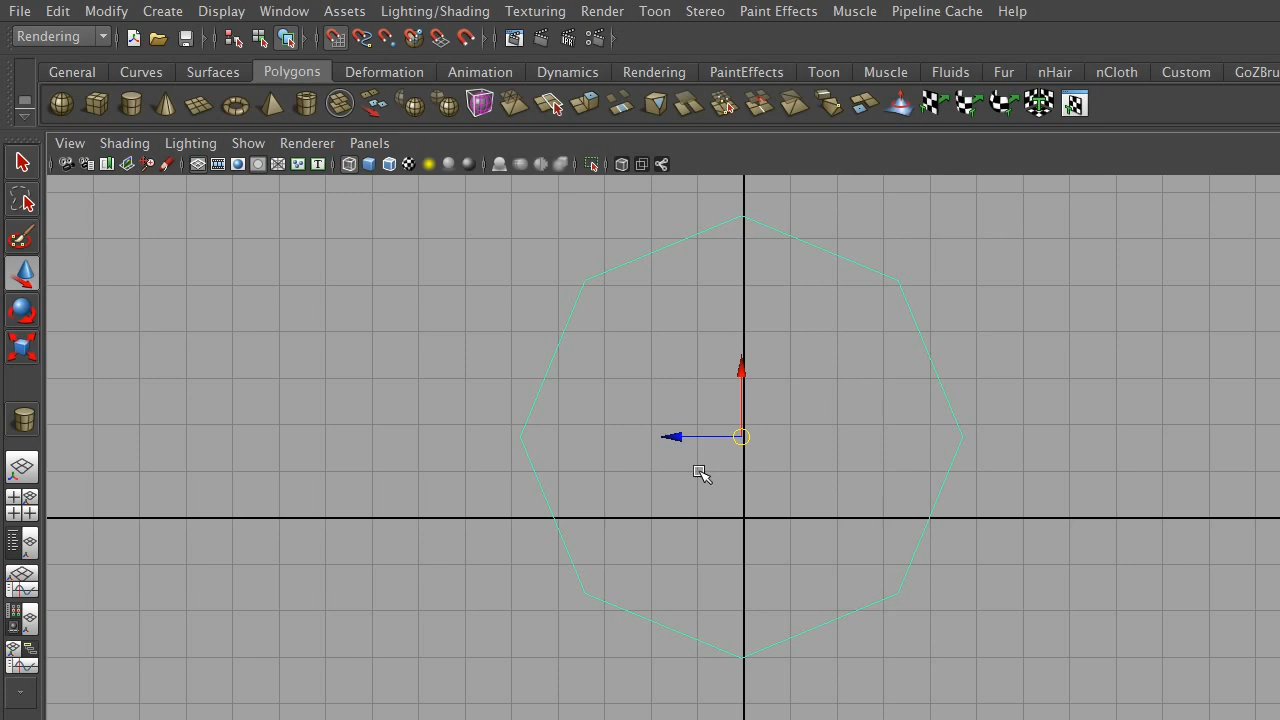 File Edit Modify Create Display Window Assets Lighting/Shading Texturing Render Toon Stereo Paint Effects Muscle Pipeline Cache Help
Rendering
General Curves Surfaces Polygons Deformation Animation Dynamics Rendering PaintEffects Toon Muscle Fluids Fur nHair nCloth Custom GoZBru
View Shading Lighting Show Renderer Panels